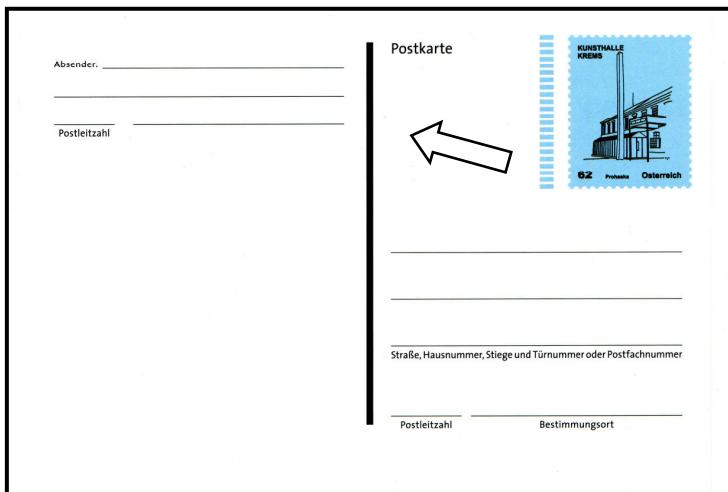 Absender.
Postleitzahl
Postkarte
KUNSTHALLE
KREMS
62 Prohaska Österreich
Straße, Hausnummer, Stiege und Türnummer oder Postfachnummer
Postleitzahl Bestimmungsort